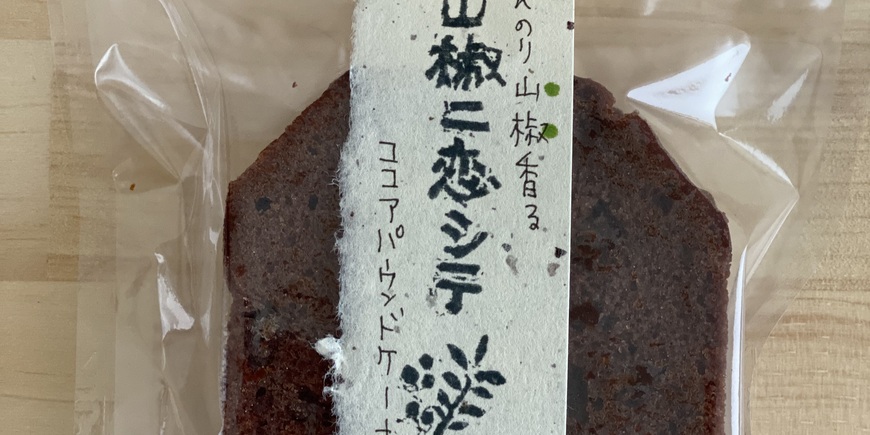 んのり山椒香る
山椒ニ恋シテ
ココアパウンドケー